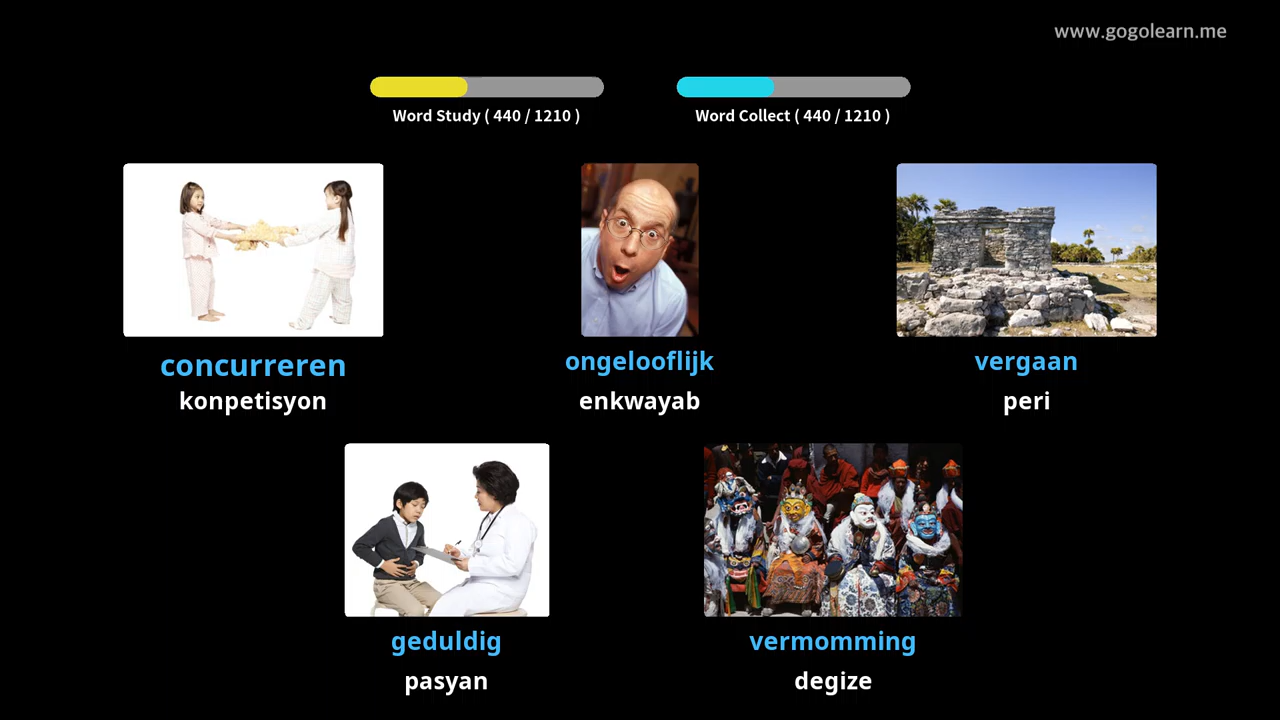 www.gogolearn.me
Word Study ( 440 / 1210 )
Word Collect ( 440 / 1210 )
concurreren
konpetisyon
ongelooflijk
enkwayab
vergaan
peri
geduldig
pasyan
vermomming
degize